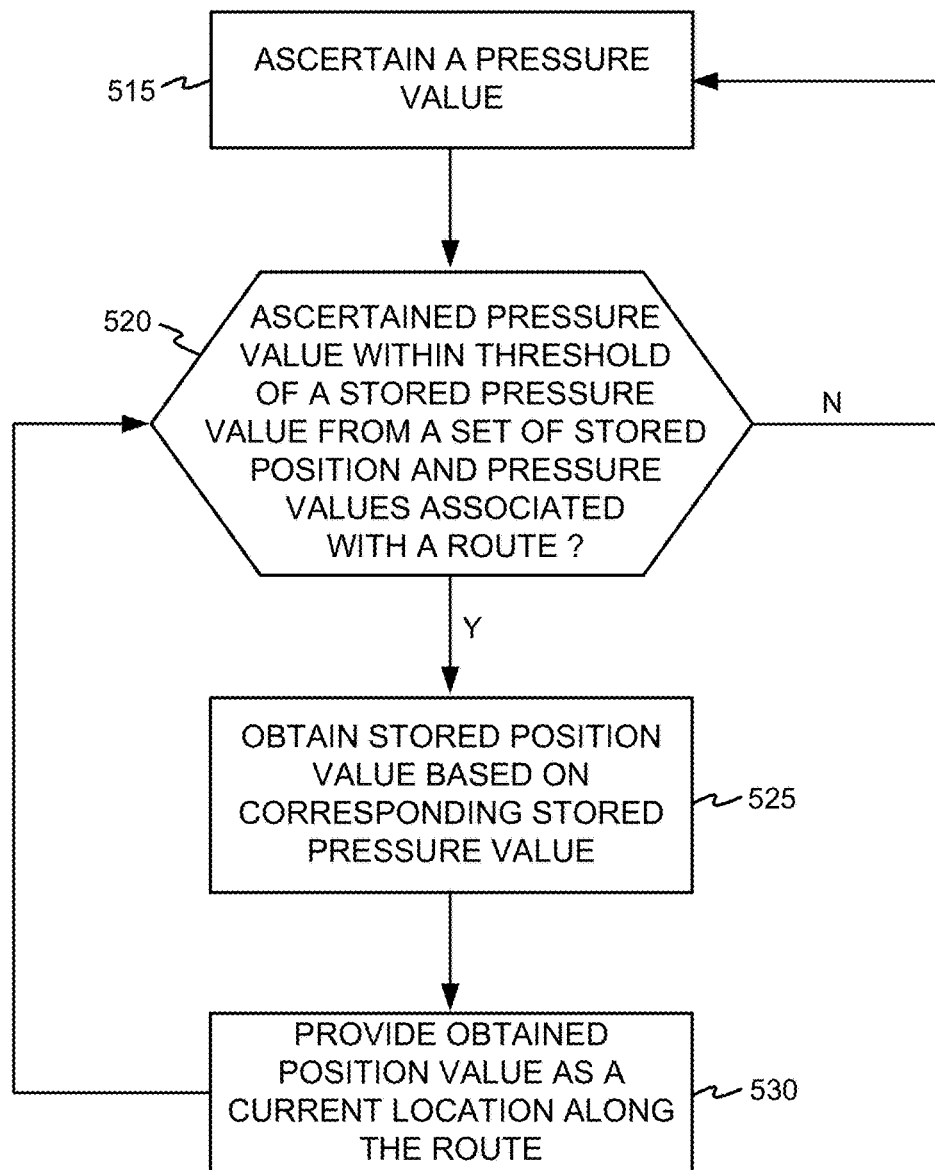 ASCERTAIN A PRESSURE
VALUE
515
520
ASCERTAINED PRESSURE
VALUE WITHIN THRESHOLD
OF A STORED PRESSURE
VALUE FROM A SET OF STORED
POSITION AND PRESSURE
VALUES ASSOCIATED
WITH A ROUTE ?
N
Y
OBTAIN STORED POSITION
VALUE BASED ON
CORRESPONDING STORED
PRESSURE VALUE
525
PROVIDE OBTAINED
POSITION VALUE AS A
CURRENT LOCATION ALONG
THE ROUTE
530